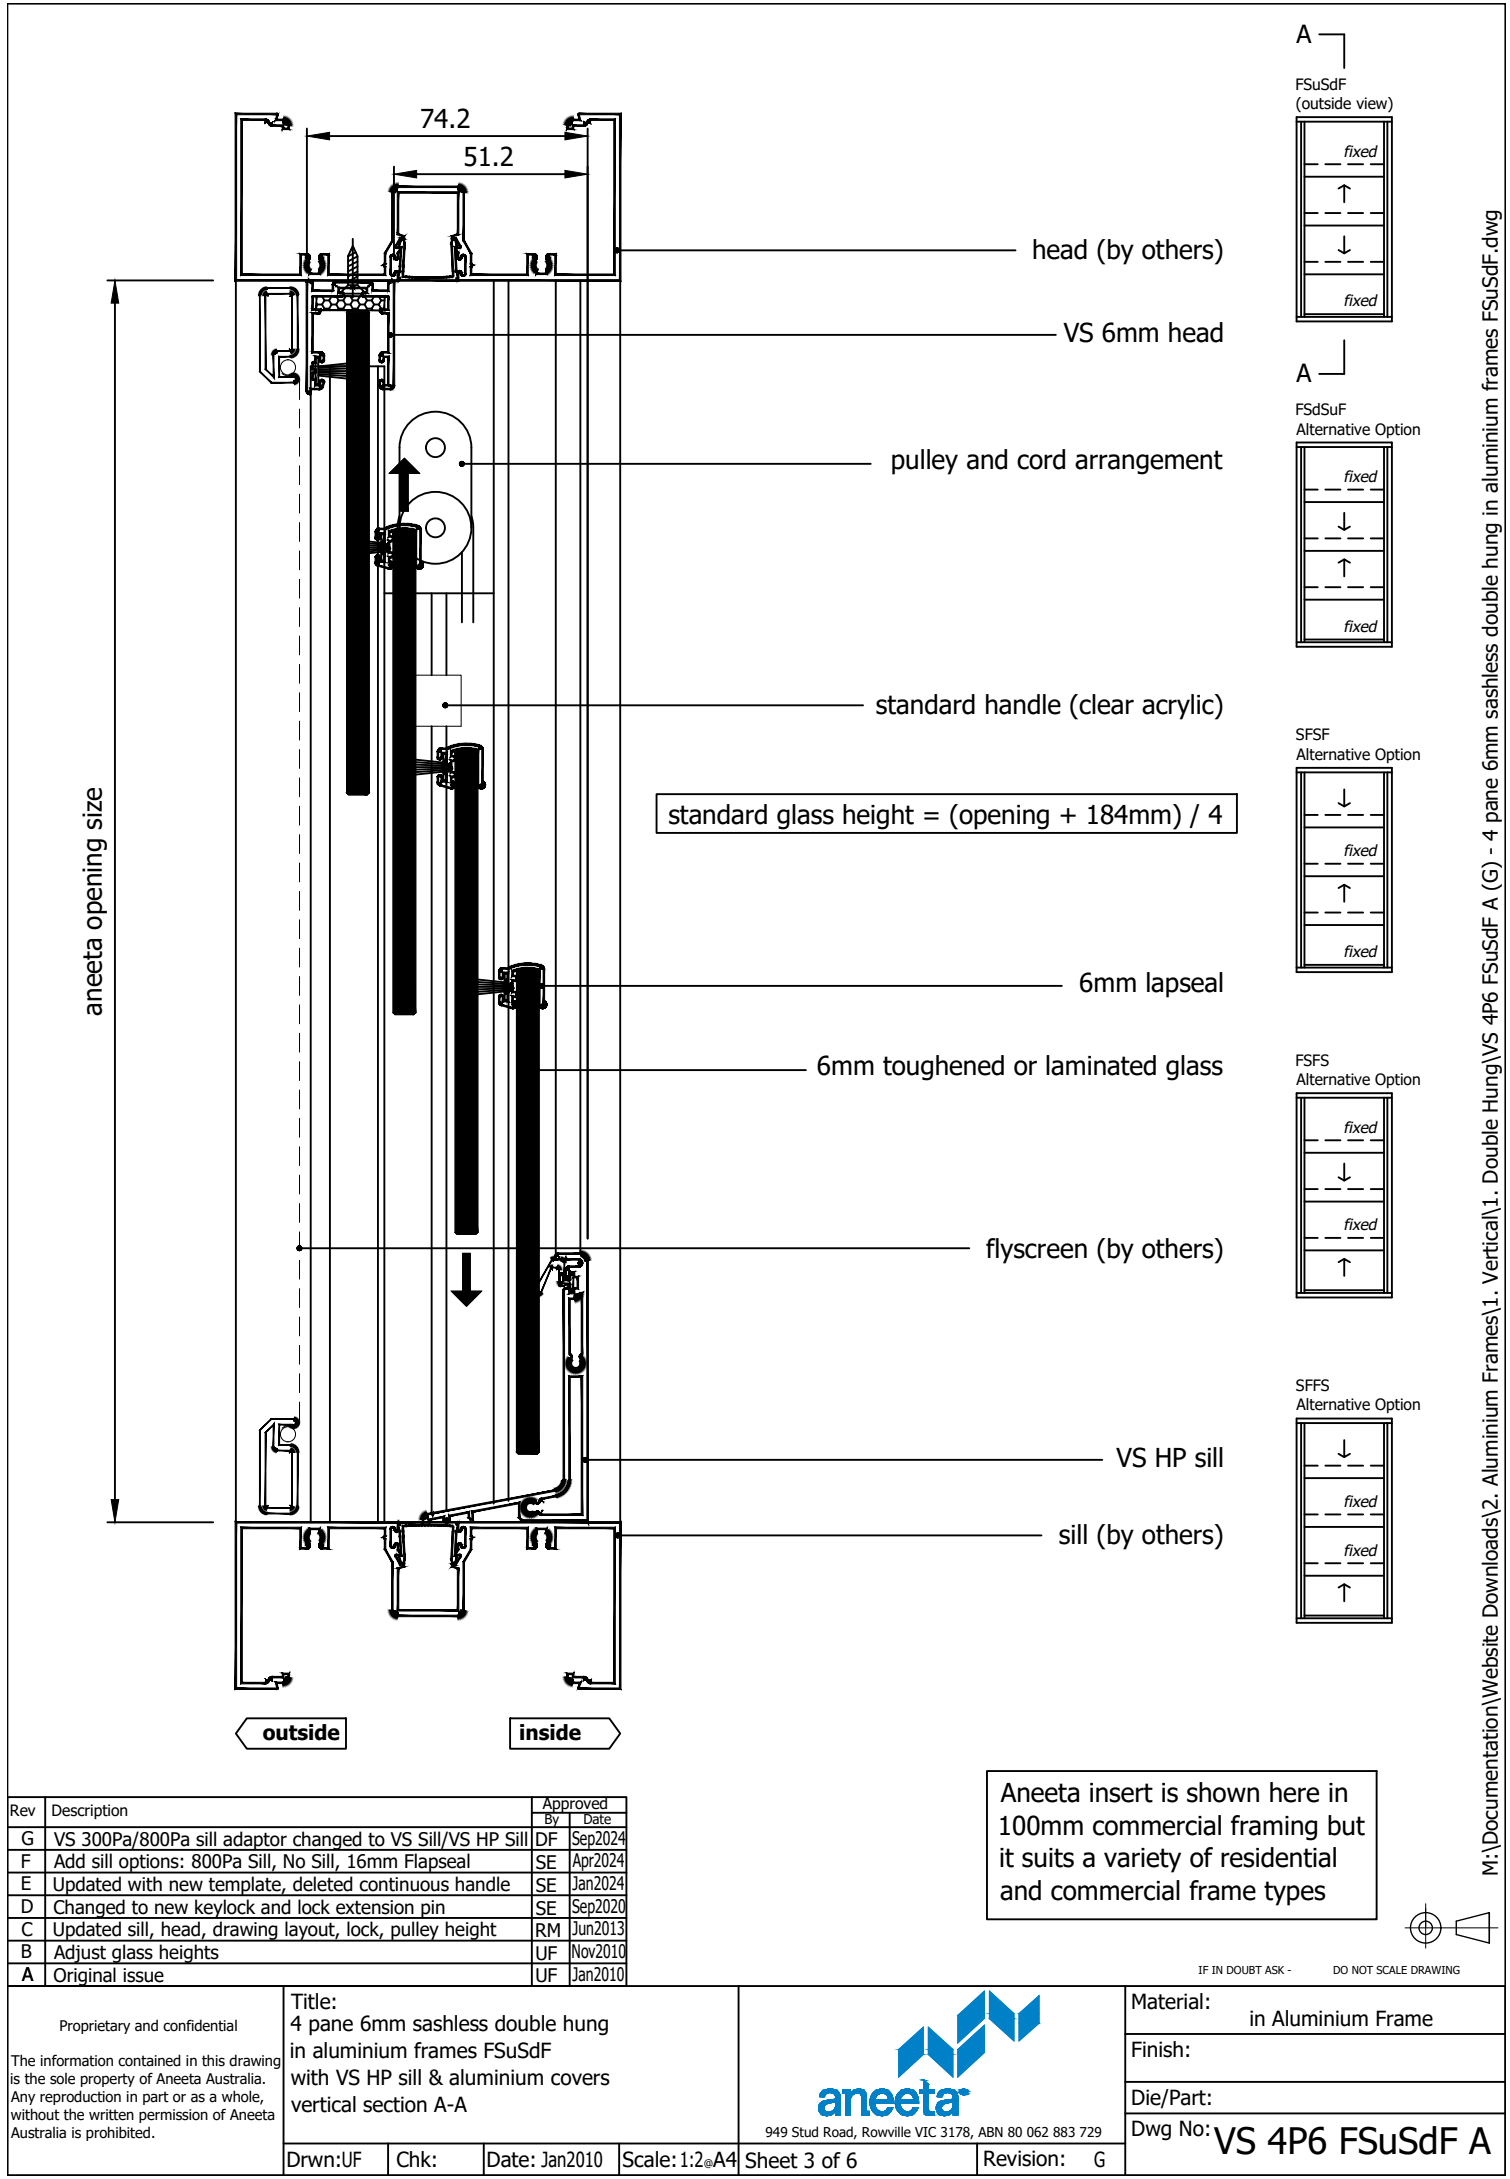 74.2
51.2
head (by others)
VS 6mm head
pulley and cord arrangement
standard handle (clear acrylic)
standard glass height = (opening + 184mm) / 4
6mm lapseal
6mm toughened or laminated glass
flyscreen (by others)
VS HP sill
sill (by others)
aneeta opening size
outside
inside
A
FSuSdF
(outside view)
fixed
fixed
A
FSdSuF
Alternative Option
fixed
fixed
SFSF
Alternative Option
fixed
fixed
FSFS
Alternative Option
fixed
fixed
SFFS
Alternative Option
fixed
fixed
M:\Documentation\Website Downloads\2. Aluminium Frames\1. Vertical\1. Double Hung\VS 4P6 FSuSdF A (G) - 4 pane 6mm sashless double hung in aluminium frames FSuSdF.dwg
Aneeta insert is shown here in
100mm commercial framing but
it suits a variety of residential
and commercial frame types
IF IN DOUBT ASK - DO NOT SCALE DRAWING
Rev Description Approved
By Date
G VS 300Pa/800Pa sill adaptor changed to VS Sill/VS HP Sill DF Sep2024
F Add sill options: 800Pa Sill, No Sill, 16mm Flapseal SE Apr2024
E Updated with new template, deleted continuous handle SE Jan2024
D Changed to new keylock and lock extension pin SE Sep2020
C Updated sill, head, drawing layout, lock, pulley height RM Jun2013
B Adjust glass heights UF Nov2010
A Original issue UF Jan2010
Proprietary and confidential
The information contained in this drawing
is the sole property of Aneeta Australia.
Any reproduction in part or as a whole,
without the written permission of Aneeta
Australia is prohibited.
Title:
4 pane 6mm sashless double hung
in aluminium frames FSuSdF
with VS HP sill & aluminium covers
vertical section A-A
Drwn:UF Chk: Date: Jan2010 Scale:1:2@A4 Sheet 3 of 6 Revision: G
aneeta
949 Stud Road, Rowville VIC 3178, ABN 80 062 883 729
Material:
in Aluminium Frame
Finish:
Die/Part:
Dwg No: VS 4P6 FSuSdF A